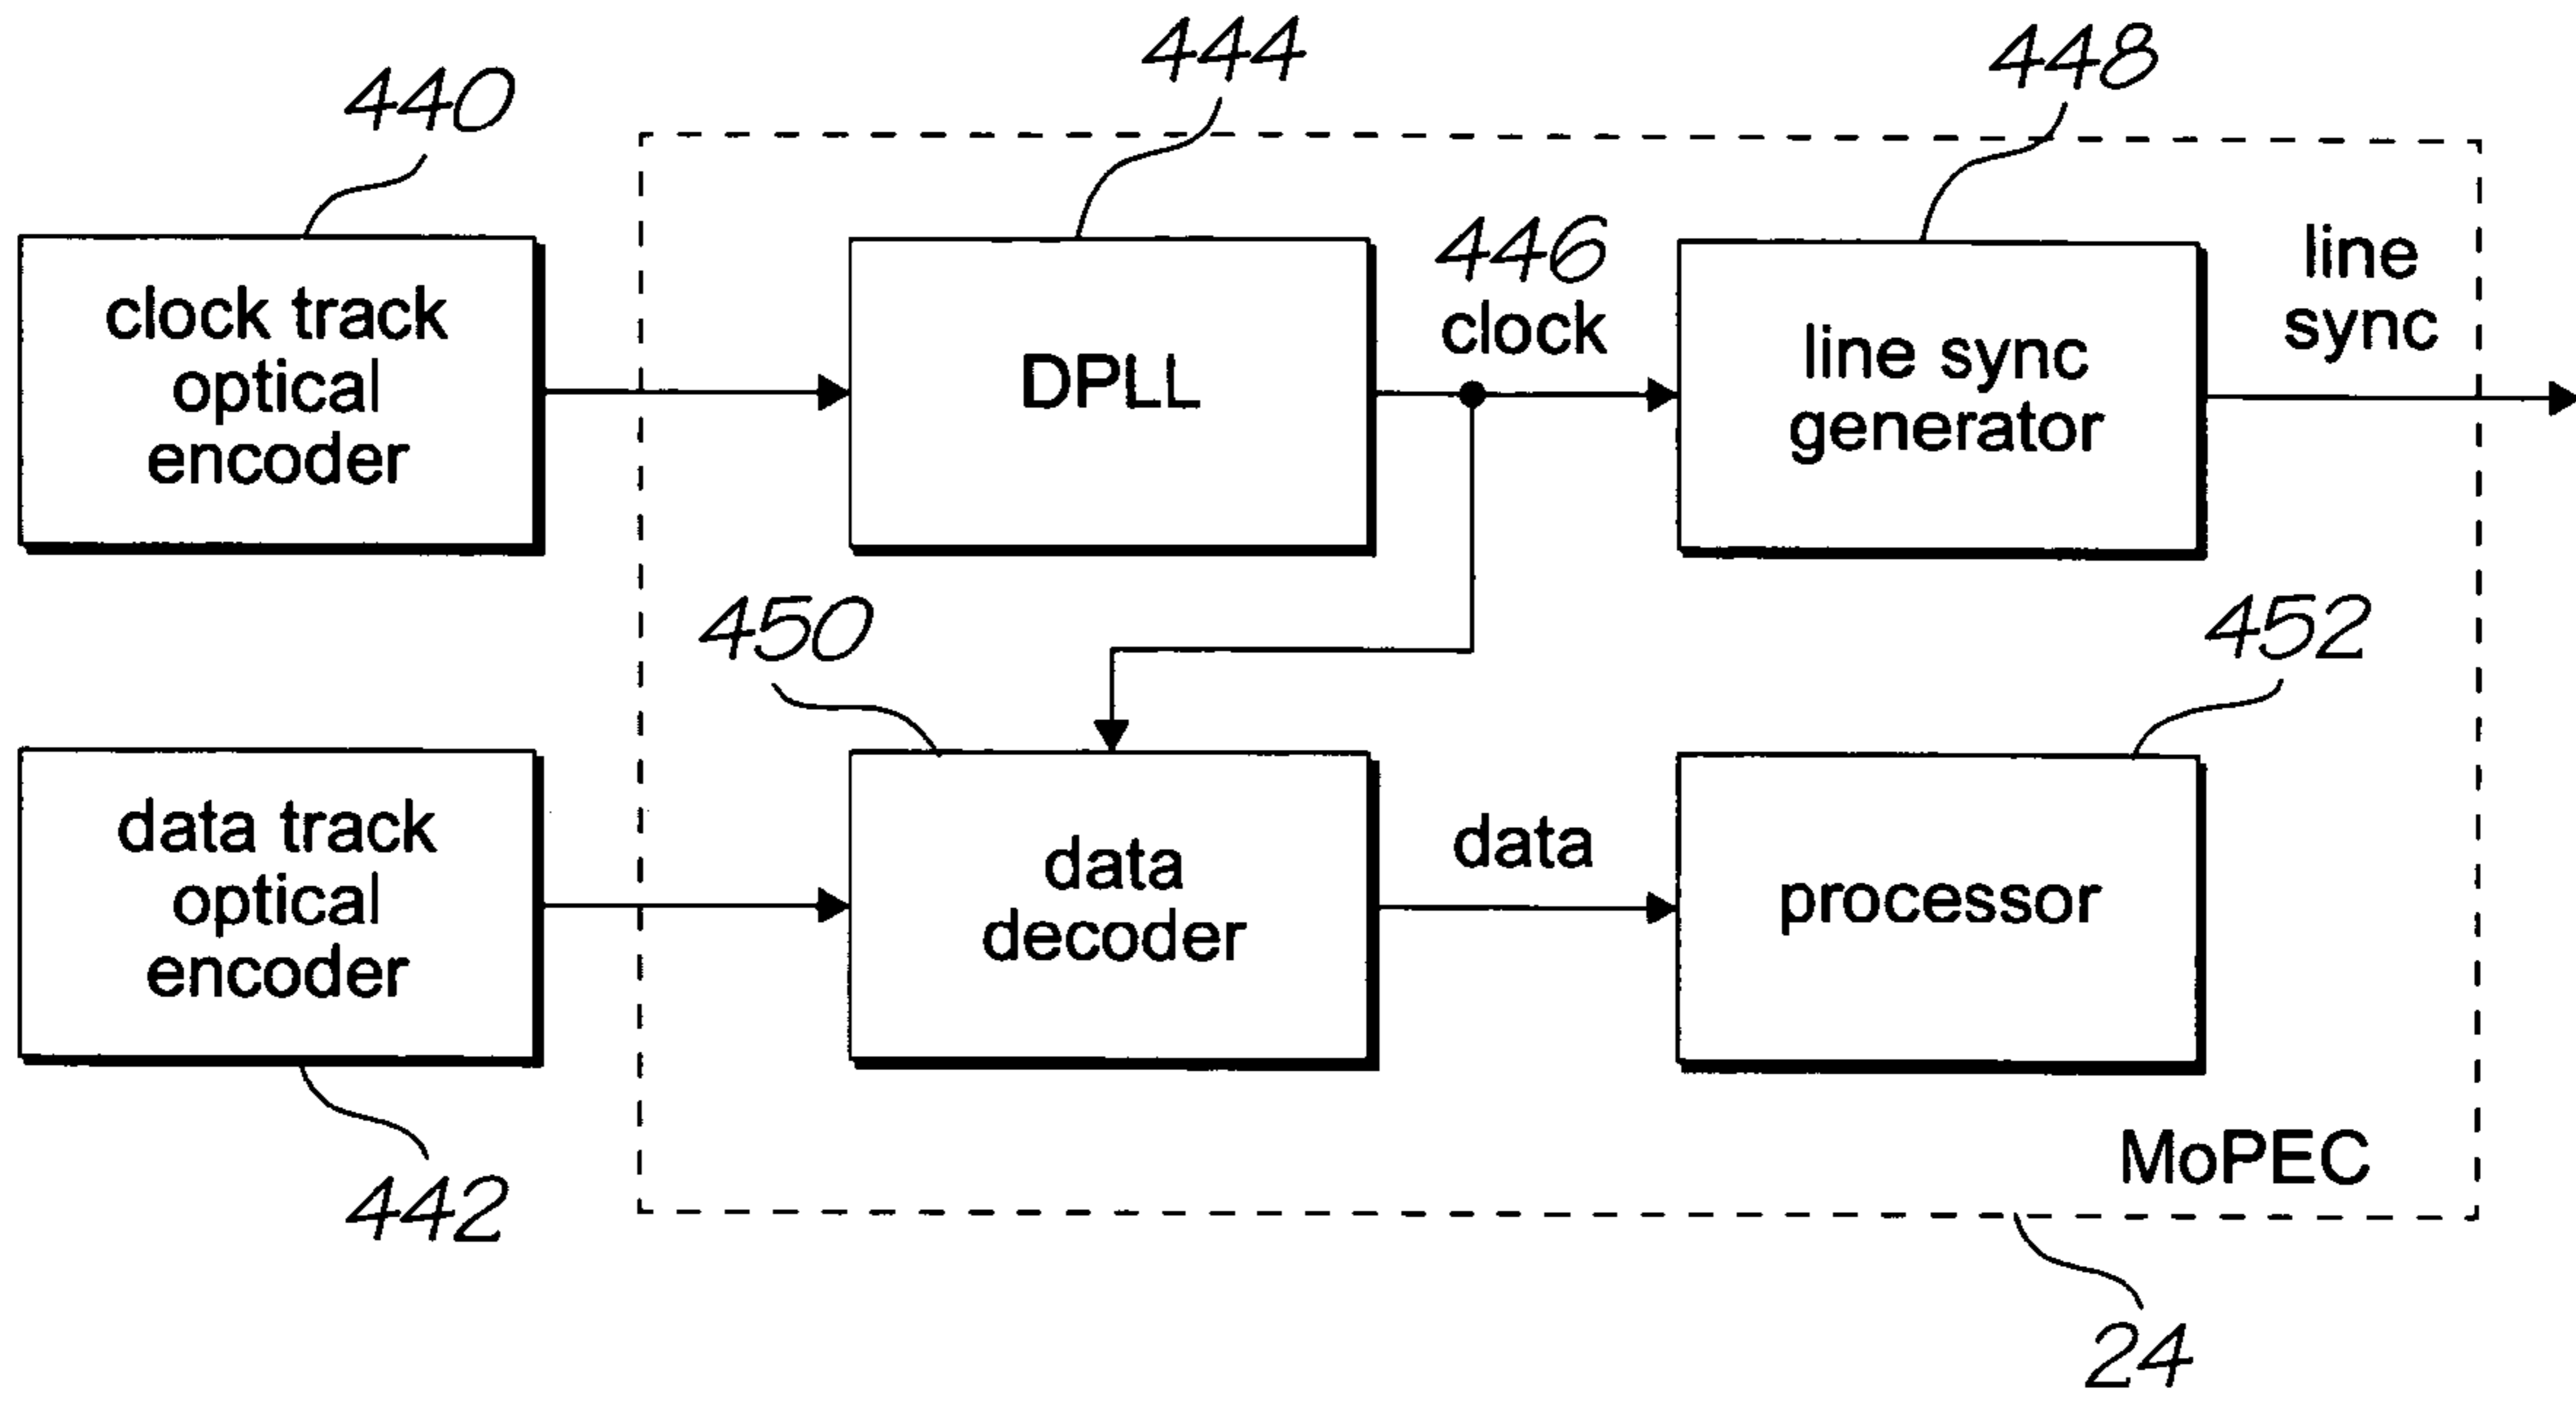 444
448
440
446
clock
line
sync
clock track
optical
encoder
DPLL
line sync
generator
450
452
data track
optical
encoder
data
decoder
data
processor
MoPEC
442
24